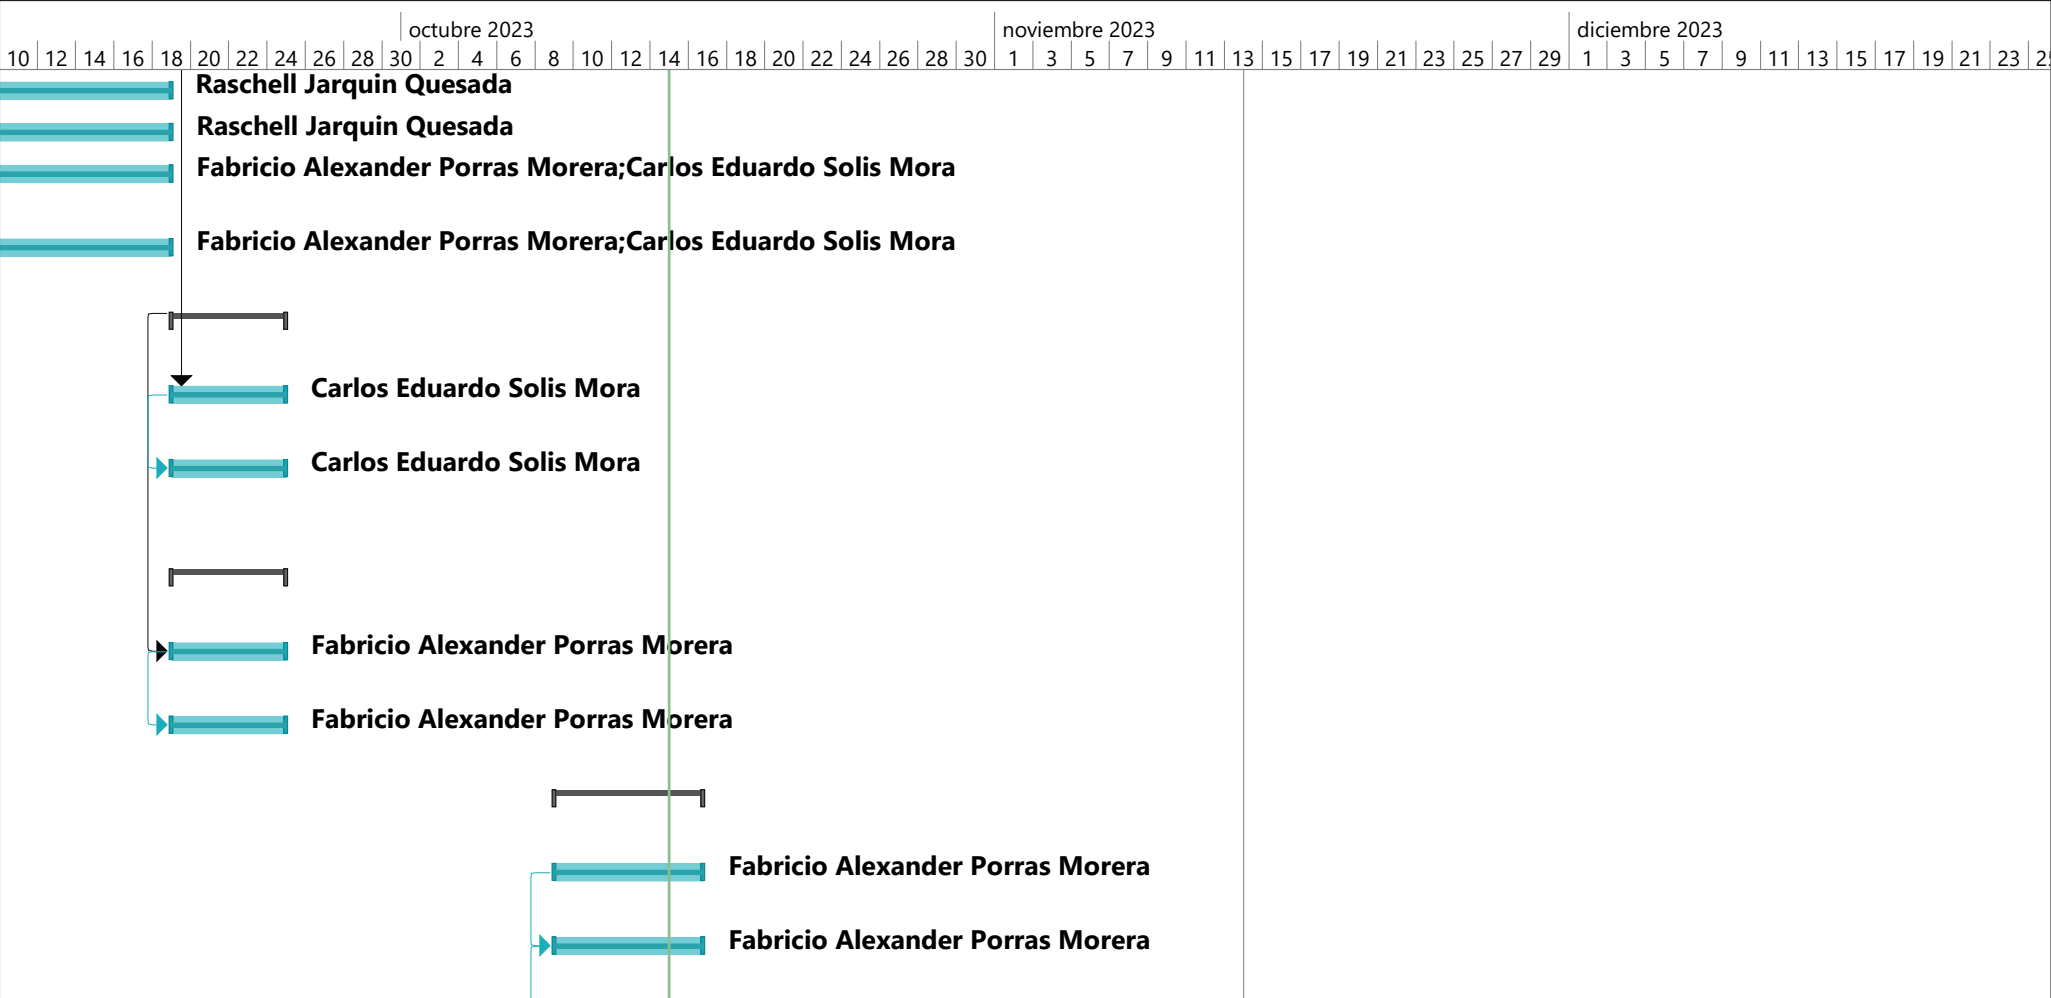 octubre 2023 noviembre 2023 diciembre 2023
10 12 14 16 18 20 22 24 26 28 30 2 4 6 8 10 12 14 16 18 20 22 24 26 28 30 1 3 5 7 9 11 13 15 17 19 21 23 25 27 29 1 3 5 7 9 11 13 15 17 19 21 23
Raschell Jarquin Quesada
Raschell Jarquin Quesada
Fabricio Alexander Porras Morera;Carlos Eduardo Solis Mora
Fabricio Alexander Porras Morera;Carlos Eduardo Solis Mora
Carlos Eduardo Solis Mora
Carlos Eduardo Solis Mora
Fabricio Alexander Porras Morera
Fabricio Alexander Porras Morera
Fabricio Alexander Porras Morera
Fabricio Alexander Porras Morera